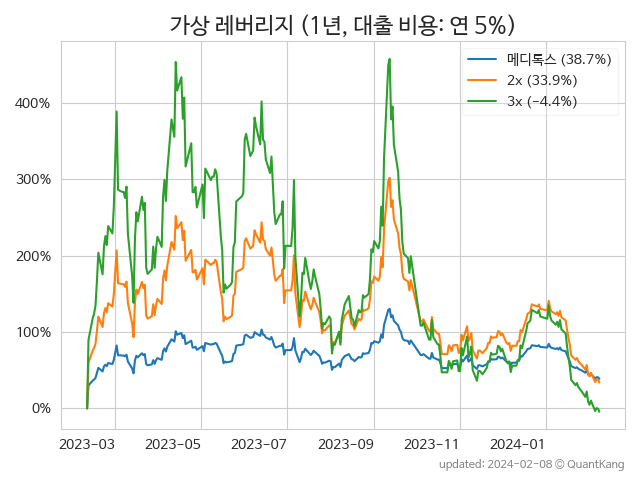 가상 레버리지 (1년, 대출 비용: 연 5%)
메디톡스 (38.7%)
2x (33.9%)
3x (-4.4%)
400%
300%
200%
100%
0%
2023-03 2023-05 2023-07 2023-09 2023-11 2024-01
updated: 2024-02-08 © QuantKang